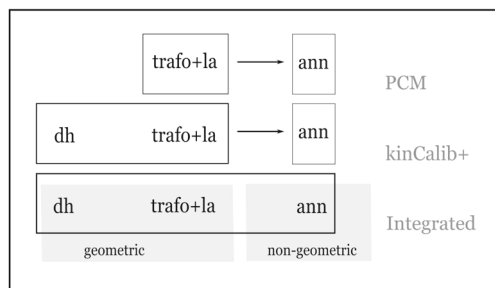 trafo+la ann
PCM
dh trafo+la ann
kinCalib+
dh trafo+la ann
Integrated
geometric non-geometric